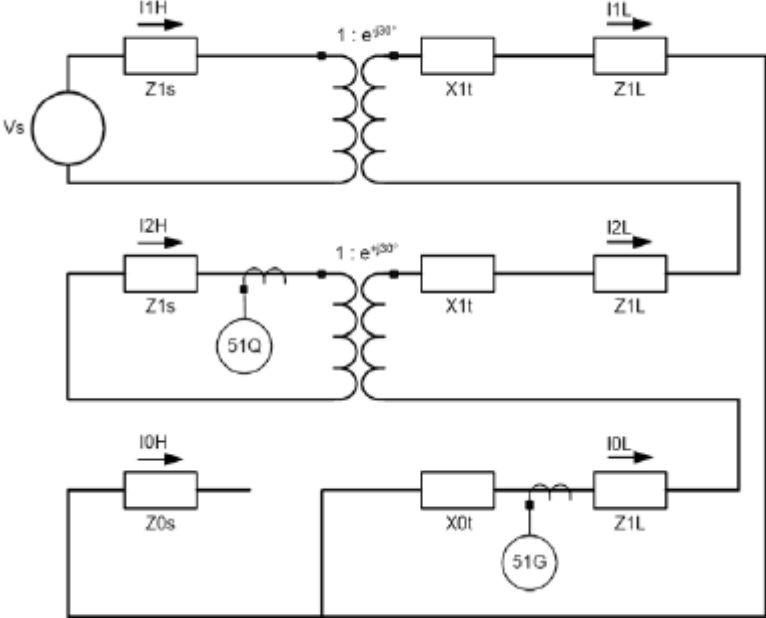 I1H
1 : e⁻ʲ³⁰°
I1L
Z1s
X1t
Z1L
Vs
I2H
1 : e⁺ʲ³⁰°
I2L
Z1s
X1t
Z1L
51Q
I0H
I0L
Z0s
X0t
Z1L
51G